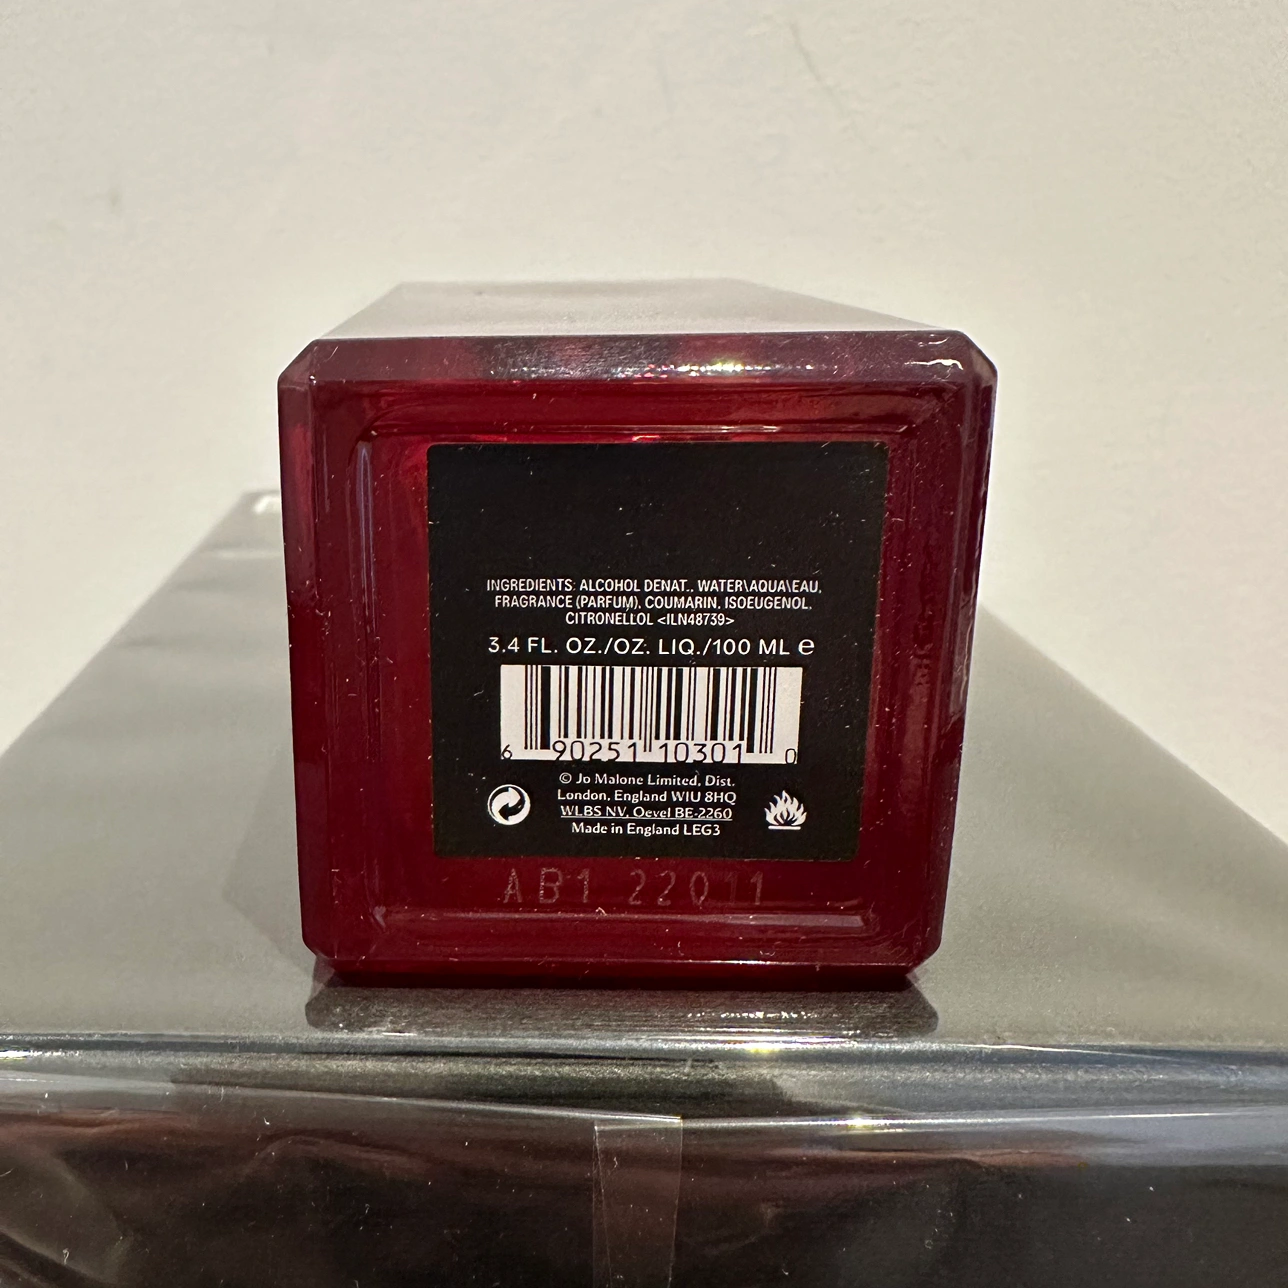 INGREDIENTS: ALCOHOL DENAT., WATER\AQUA\EAU,
FRAGRANCE (PARFUM), COUMARIN, ISOEUGENOL,
CITRONELLOL <ILN48739>
3.4 FL. OZ./OZ. LIQ./100 ML ℮
6 90251 10301 0
© Jo Malone Limited, Dist.
London, England W1U 8HQ
WLBS NV, Oevel BE-2260
Made in England LEG3
AB1 22011